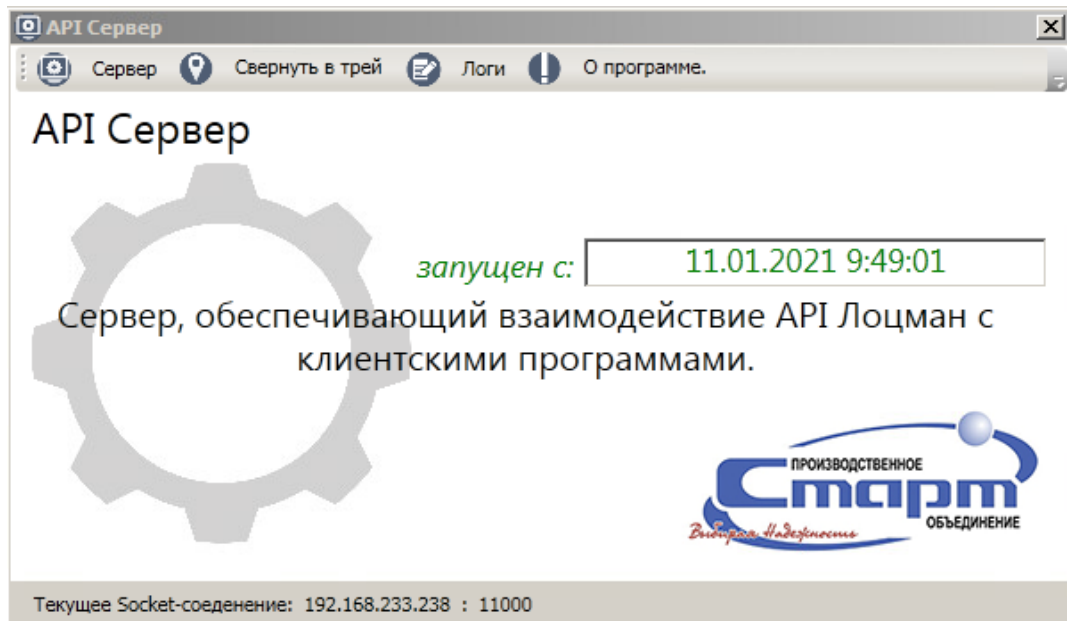 API Сервер
Сервер Свернуть в трей Логи О программе.
API Сервер
запущен с: 11.01.2021 9:49:01
Сервер, обеспечивающий взаимодействие API Лоцман с
клиентскими программами.
ПРОИЗВОДСТВЕННОЕ
Старт
ОБЪЕДИНЕНИЕ
Выбирая Надежность
Текущее Socket-соеденение: 192.168.233.238 : 11000